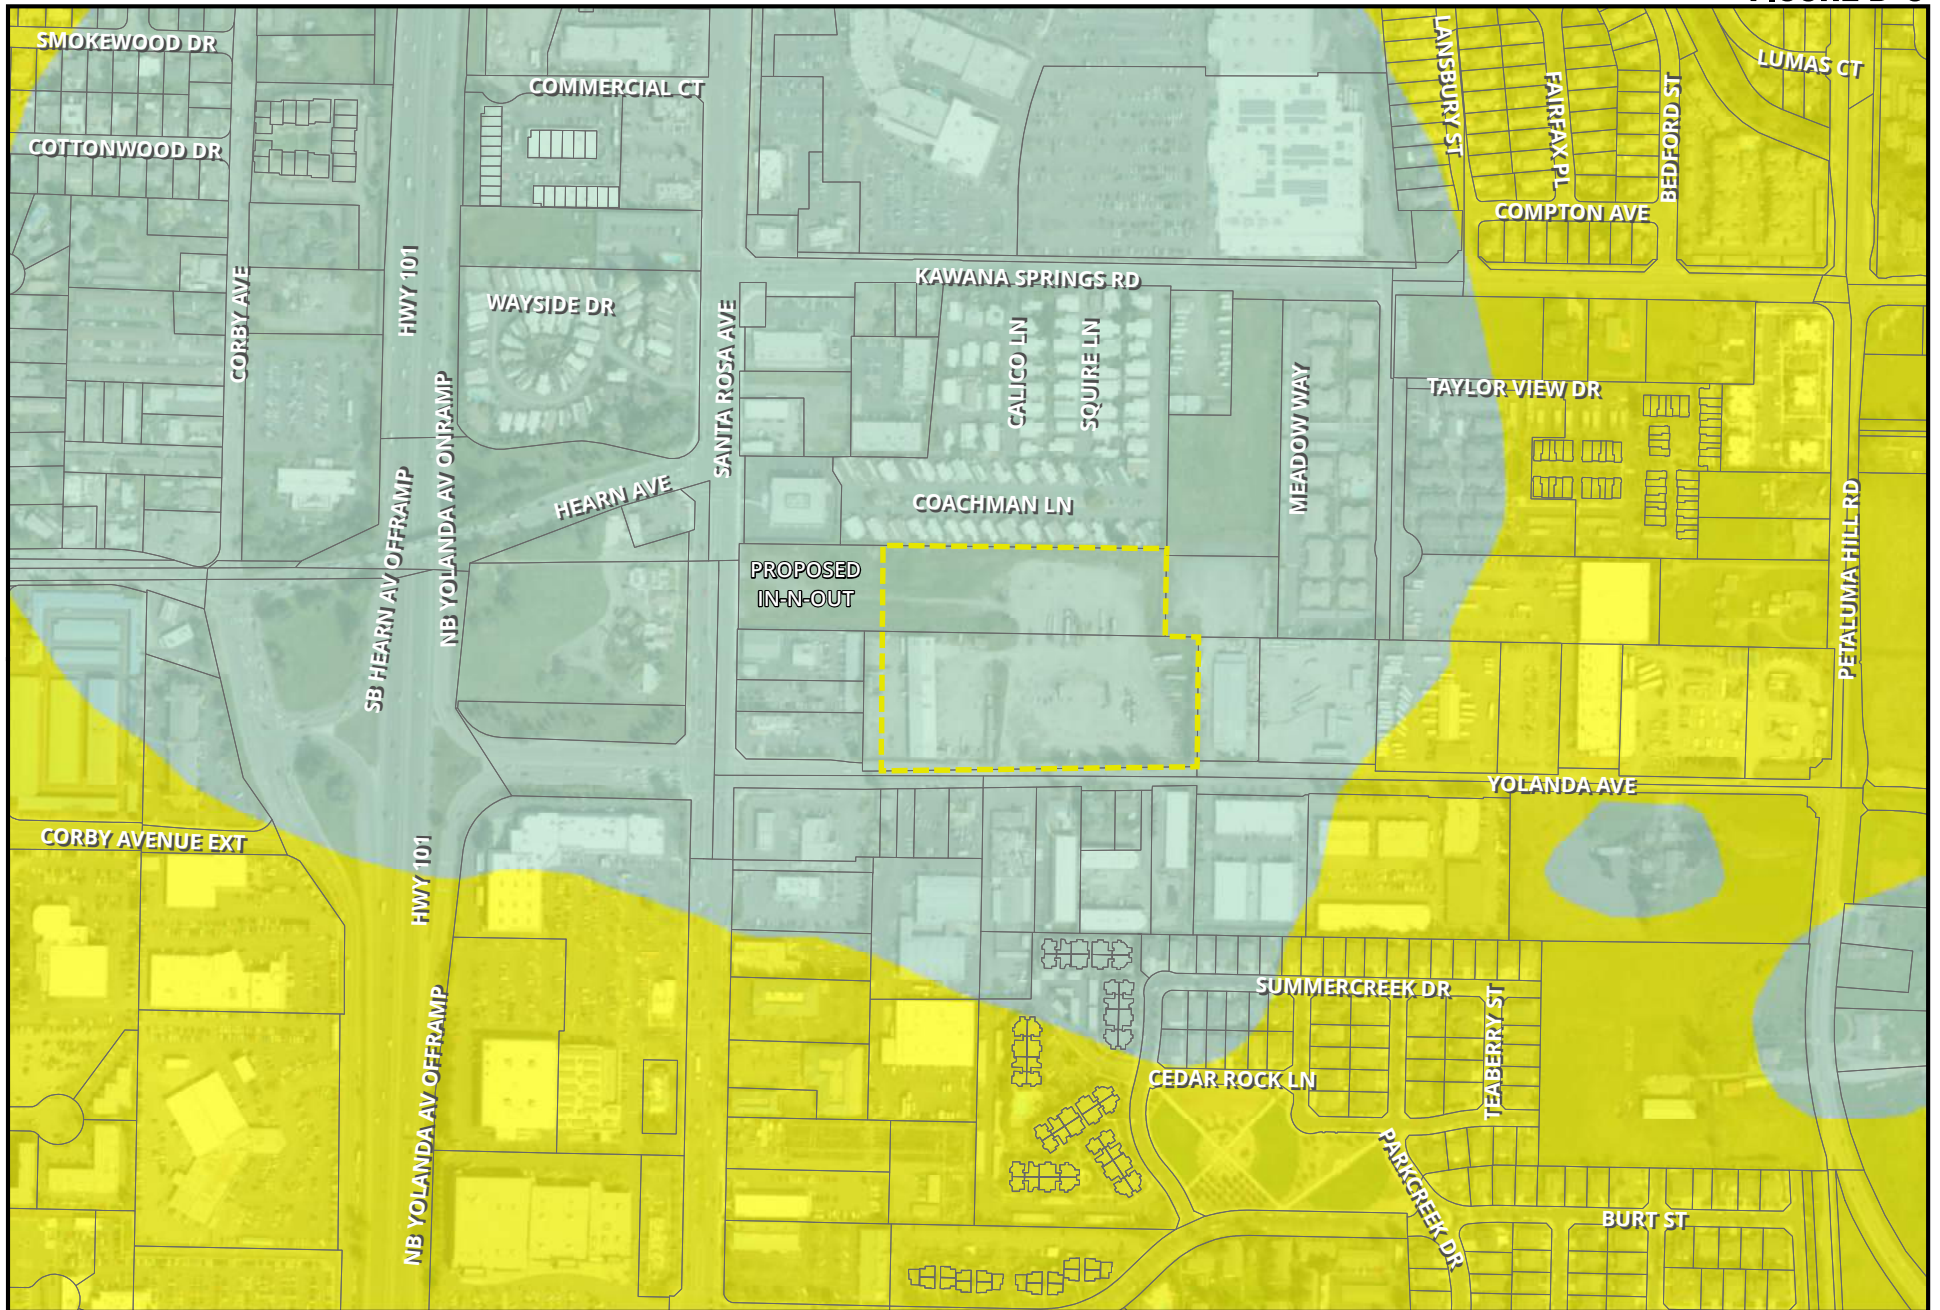 SMOKEWOOD DR
COMMERCIAL CT
LANSBURY ST
FAIRFAX PL
BEDFORD ST
LUMAS CT
COTTONWOOD DR
COMPTON AVE
CORBY AVE
HWY 101
WAYSIDE DR
KAWANA SPRINGS RD
SANTA ROSA AVE
CALICO LN
SQUIRE LN
MEADOW WAY
TAYLOR VIEW DR
NB YOLANDA AV ONRAMP
SB HEARN AV OFFRAMP
HEARN AVE
COACHMAN LN
PETALUMA HILL RD
PROPOSED
IN-N-OUT
YOLANDA AVE
CORBY AVENUE EXT
HWY 101
NB YOLANDA AV OFFRAMP
SUMMERCREEK DR
TEABERRY ST
CEDAR ROCK LN
PARKCREEK DR
BURT ST